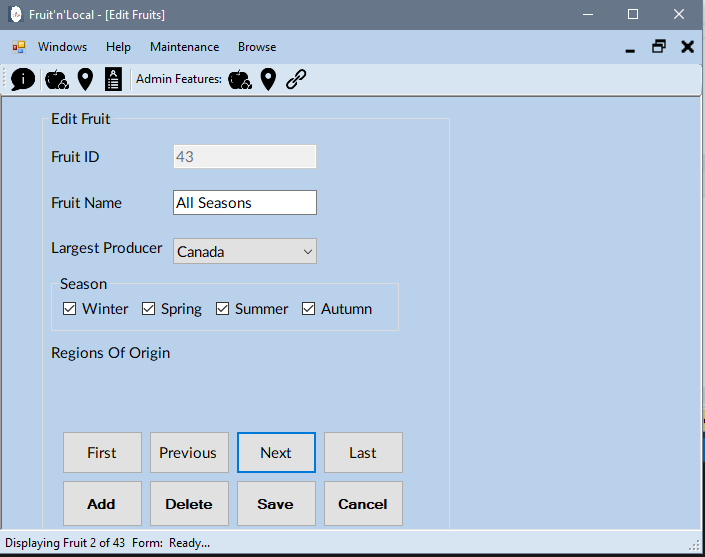 Fruit'n'Local - [Edit Fruits]
Windows Help Maintenance Browse
Admin Features:
Edit Fruit
Fruit ID 43
Fruit Name All Seasons
Largest Producer Canada
Season
Winter Spring Summer Autumn
Regions Of Origin
First Previous Next Last
Add Delete Save Cancel
Displaying Fruit 2 of 43 Form: Ready...